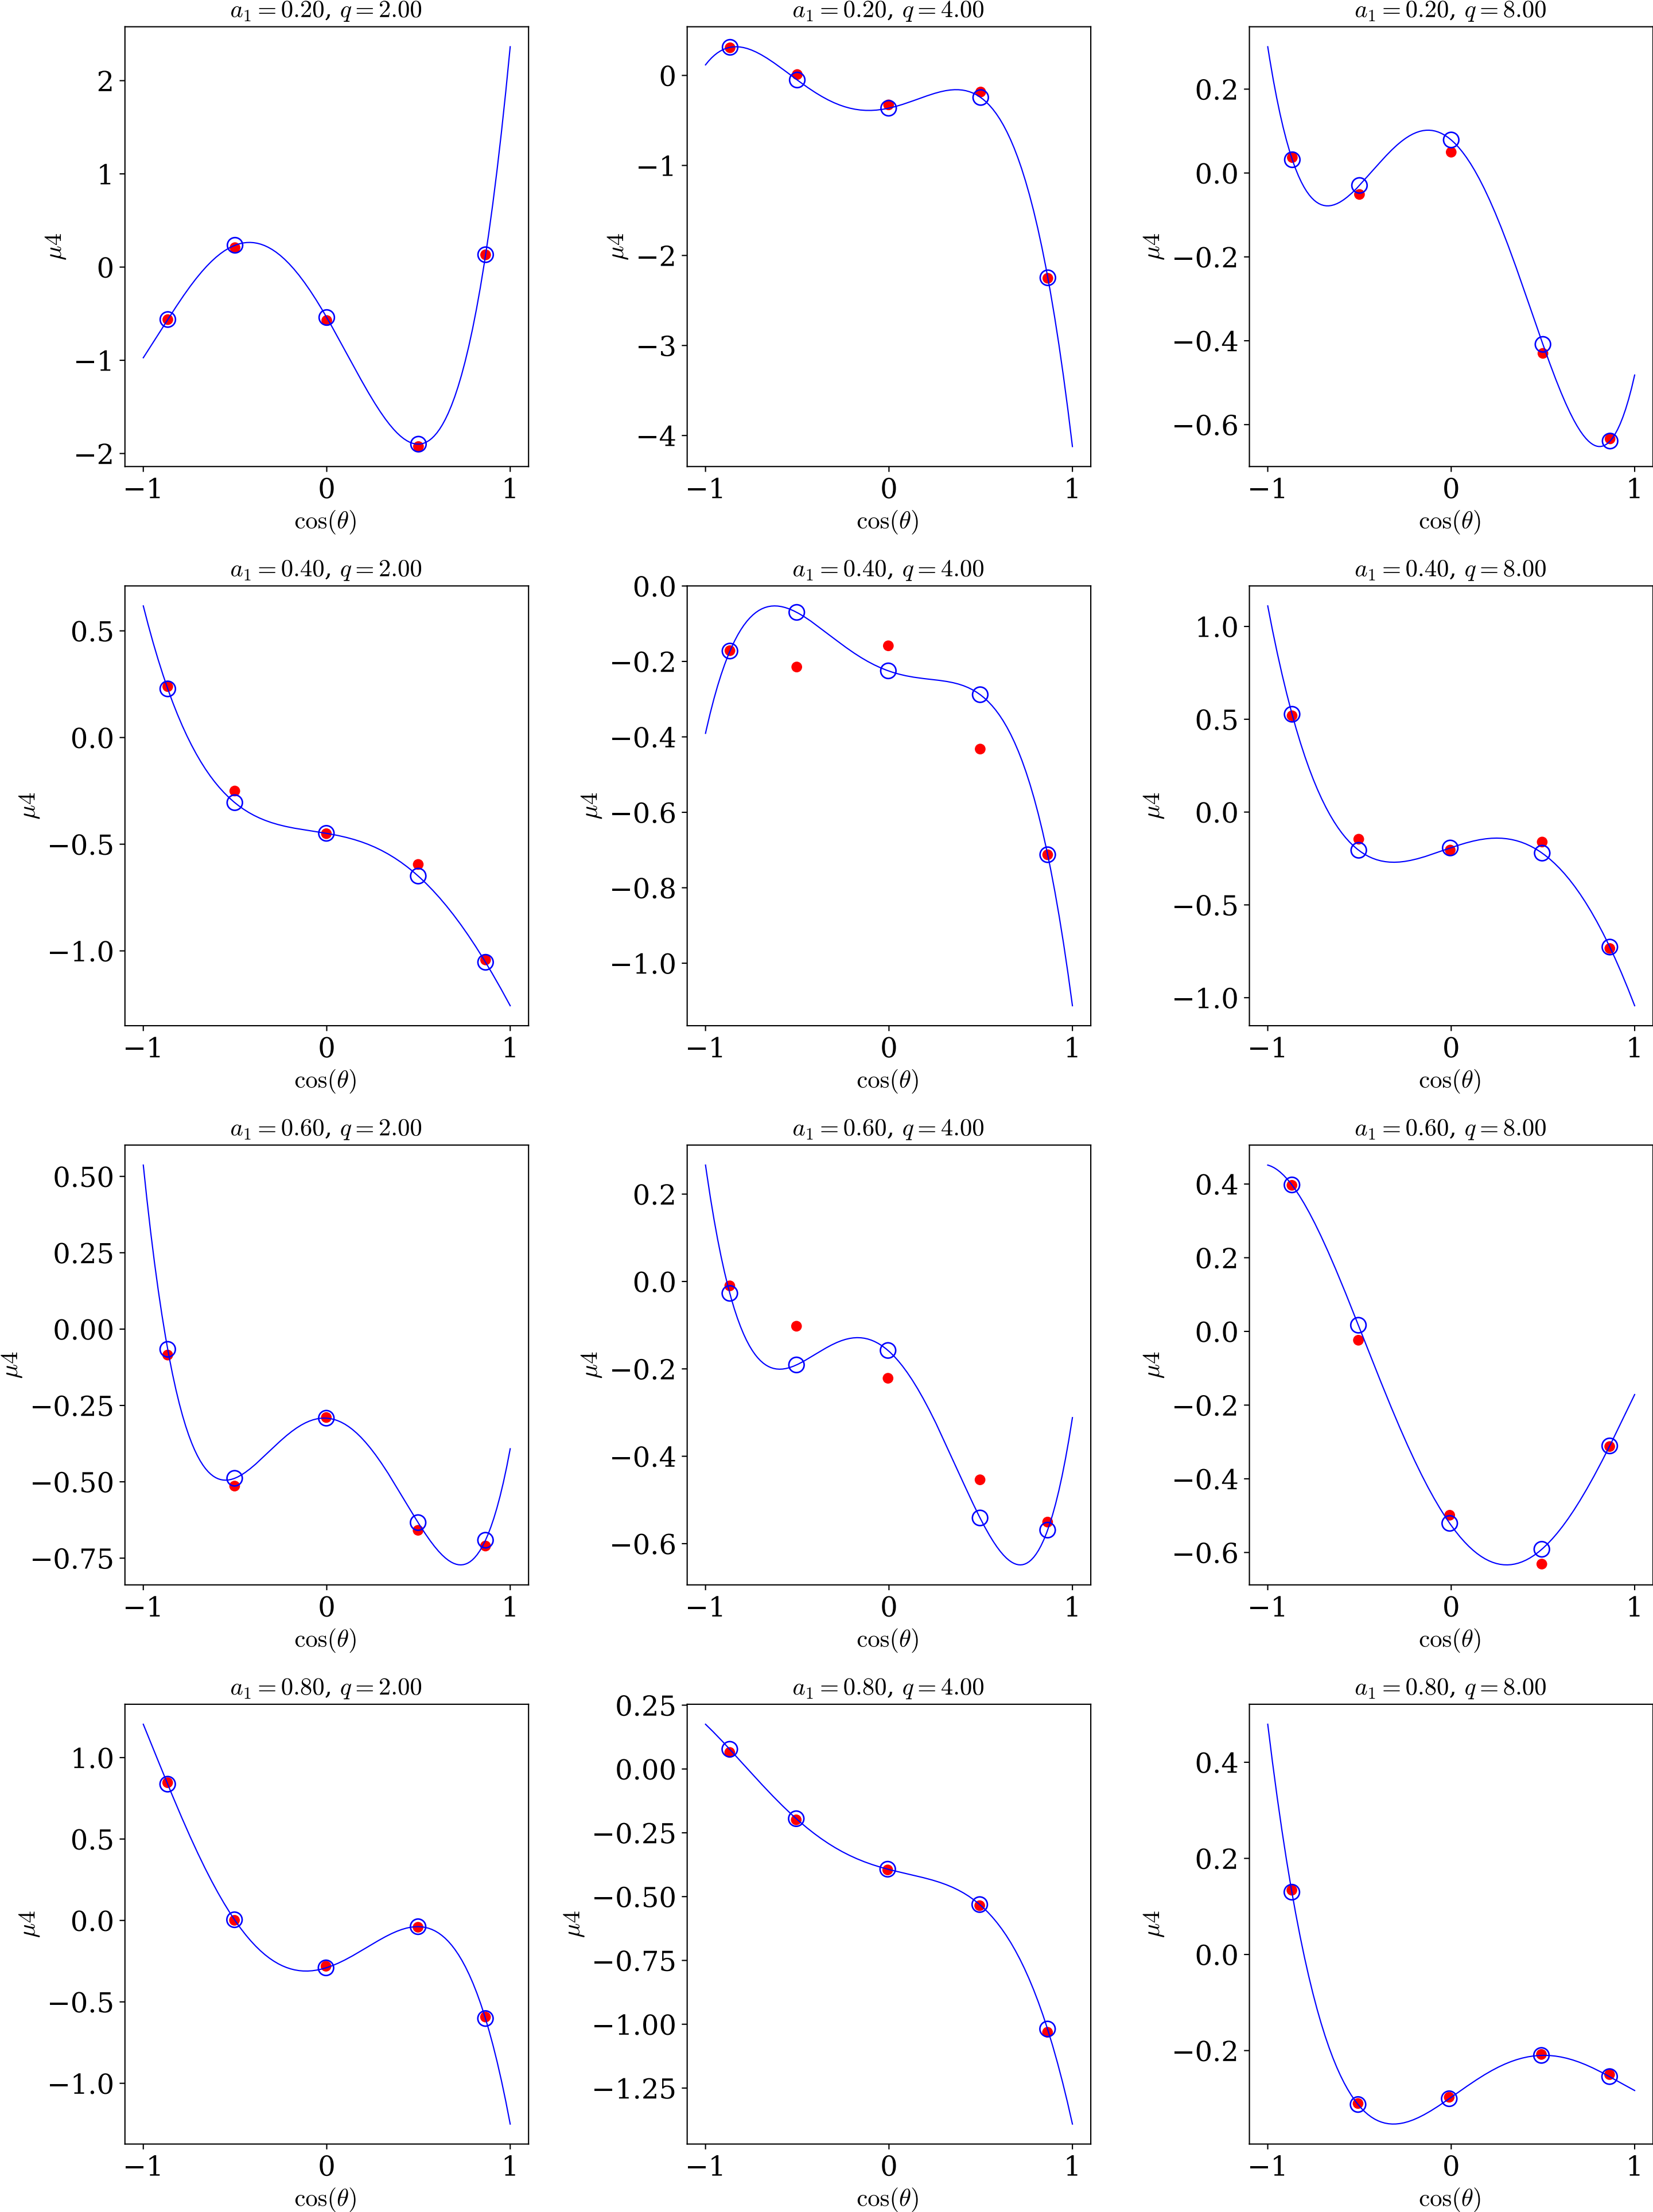 a₁ = 0.20, q = 2.00
2
1
0
−1
−2
μ4
−1 0 1
cos(θ)
a₁ = 0.20, q = 4.00
0
−1
−2
−3
−4
μ4
−1 0 1
cos(θ)
a₁ = 0.20, q = 8.00
0.2
0.0
−0.2
−0.4
−0.6
μ4
−1 0 1
cos(θ)
a₁ = 0.40, q = 2.00
0.5
0.0
−0.5
−1.0
μ4
−1 0 1
cos(θ)
a₁ = 0.40, q = 4.00
0.0
−0.2
−0.4
−0.6
−0.8
−1.0
μ4
−1 0 1
cos(θ)
a₁ = 0.40, q = 8.00
1.0
0.5
0.0
−0.5
−1.0
μ4
−1 0 1
cos(θ)
a₁ = 0.60, q = 2.00
0.50
0.25
0.00
−0.25
−0.50
−0.75
μ4
−1 0 1
cos(θ)
a₁ = 0.60, q = 4.00
0.2
0.0
−0.2
−0.4
−0.6
μ4
−1 0 1
cos(θ)
a₁ = 0.60, q = 8.00
0.4
0.2
0.0
−0.2
−0.4
−0.6
μ4
−1 0 1
cos(θ)
a₁ = 0.80, q = 2.00
1.0
0.5
0.0
−0.5
−1.0
μ4
−1 0 1
cos(θ)
a₁ = 0.80, q = 4.00
0.25
0.00
−0.25
−0.50
−0.75
−1.00
−1.25
μ4
−1 0 1
cos(θ)
a₁ = 0.80, q = 8.00
0.4
0.2
0.0
−0.2
μ4
−1 0 1
cos(θ)